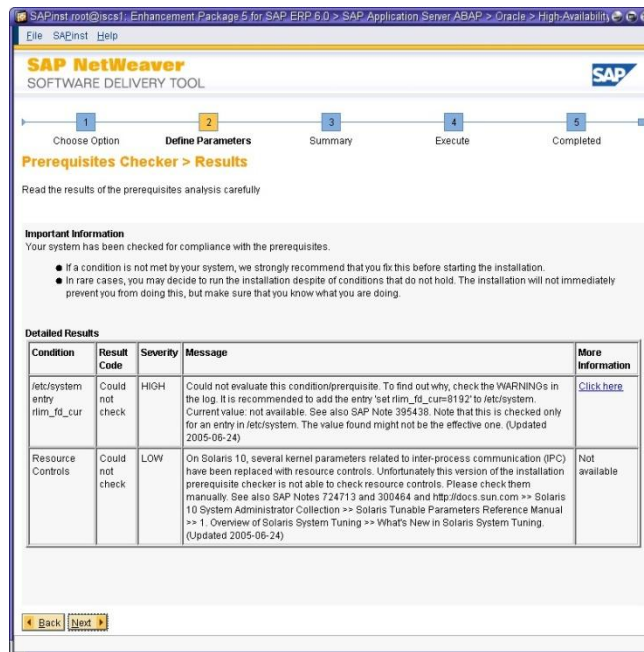 SAPinst root@iscs1; Enhancement Package 5 for SAP ERP 6.0 > SAP Application Server ABAP > Oracle > High-Availability
File SAPinst Help
SAP NetWeaver
SOFTWARE DELIVERY TOOL
SAP
1 2 3 4 5
Choose Option Define Parameters Summary Execute Completed
Prerequisites Checker > Results
Read the results of the prerequisites analysis carefully
Important Information
Your system has been checked for compliance with the prerequisites.
● If a condition is not met by your system, we strongly recommend that you fix this before starting the installation.
● In rare cases, you may decide to run the installation despite of conditions that do not hold. The installation will not immediately
prevent you from doing this, but make sure that you know what you are doing.
Detailed Results
Condition Result Code Severity Message More Information
/etc/system entry rlim_fd_cur
Could not check
HIGH
Could not evaluate this condition/prerquisite. To find out why, check the WARNINGs in
the log. It is recommended to add the entry 'set rlim_fd_cur=8192' to /etc/system.
Current value: not available. See also SAP Note 395438. Note that this is checked only
for an entry in /etc/system. The value found might not be the effective one. (Updated
2005-06-24)
Click here
Resource Controls
Could not check
LOW
On Solaris 10, several kernel parameters related to inter-process communication (IPC)
have been replaced with resource controls. Unfortunately this version of the installation
prerequisite checker is not able to check resource controls. Please check them
manually. See also SAP Notes 724713 and 300464 and http://docs.sun.com >> Solaris
10 System Administrator Collection >> Solaris Tunable Parameters Reference Manual
>> 1. Overview of Solaris System Tuning >> What's New in Solaris System Tuning.
(Updated 2005-06-24)
Not available
Back Next